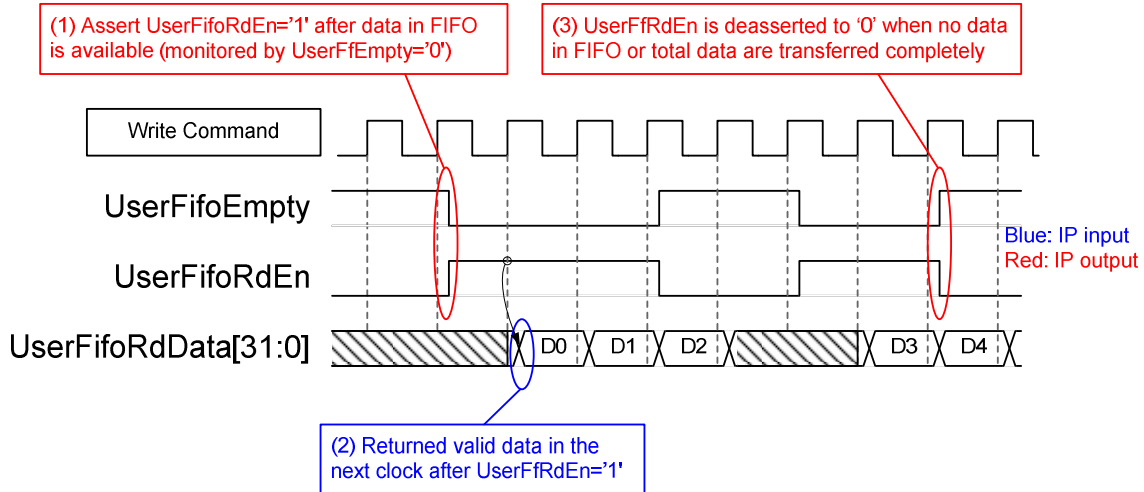 (1) Assert UserFifoRdEn='1' after data in FIFO
is available (monitored by UserFfEmpty='0')
(3) UserFfRdEn is deasserted to ‘0’ when no data
in FIFO or total data are transferred completely
Write Command
UserFifoEmpty
Blue: IP input
Red: IP output
UserFifoRdEn
UserFifoRdData[31:0]
D0 D1 D2 D3 D4
(2) Returned valid data in the
next clock after UserFfRdEn=’1'